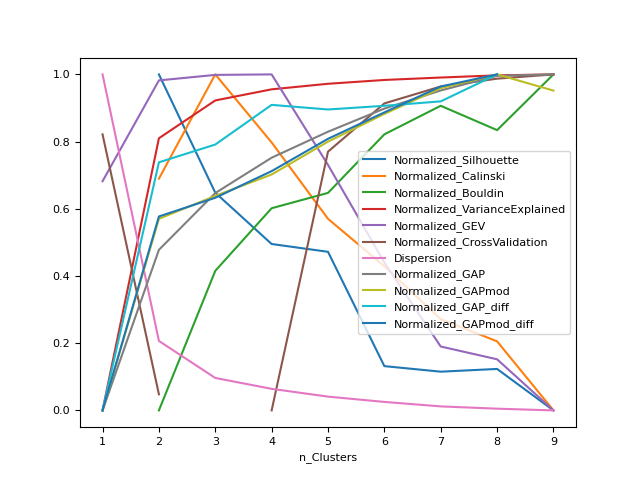 1.0
0.8
0.6
0.4
0.2
0.0
Normalized_Silhouette
Normalized_Calinski
Normalized_Bouldin
Normalized_VarianceExplained
Normalized_GEV
Normalized_CrossValidation
Dispersion
Normalized_GAP
Normalized_GAPmod
Normalized_GAP_diff
Normalized_GAPmod_diff
1 2 3 4 5 6 7 8 9
n_Clusters